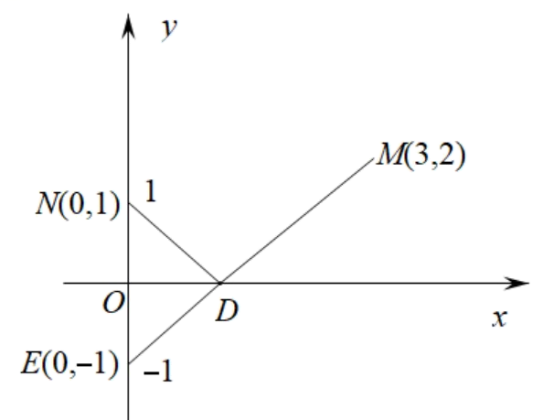 y
M(3,2)
N(0,1) 1
O D
x
E(0,−1) −1